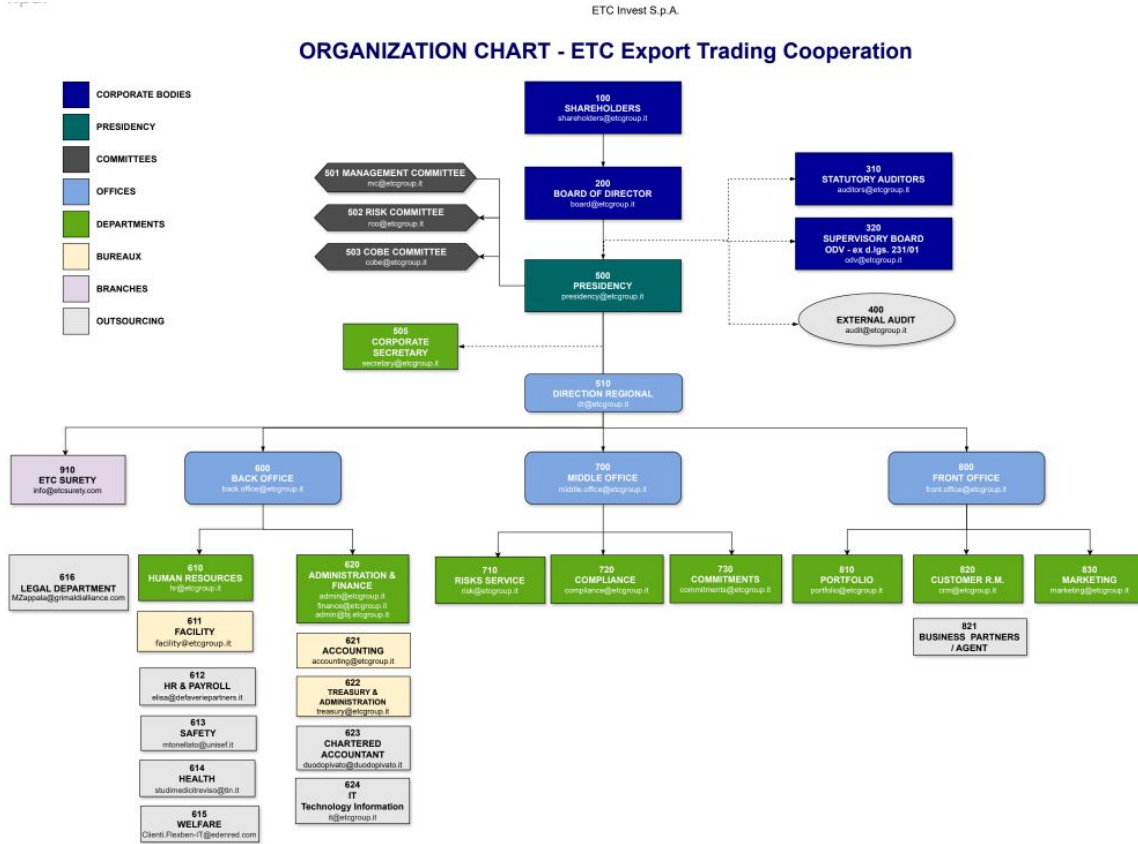 ETC Invest S.p.A.
ORGANIZATION CHART - ETC Export Trading Cooperation
CORPORATE BODIES
PRESIDENCY
COMMITTEES
OFFICES
DEPARTMENTS
BUREAUX
BRANCHES
OUTSOURCING
100
SHAREHOLDERS
shareholders@etcgroup.it
501 MANAGEMENT COMMITTEE
mc@etcgroup.it
502 RISK COMMITTEE
rco@etcgroup.it
503 COBE COMMITTEE
cobe@etcgroup.it
200
BOARD OF DIRECTOR
board@etcgroup.it
310
STATUTORY AUDITORS
auditors@etcgroup.it
320
SUPERVISORY BOARD
ODV - ex d.lgs. 231/01
odv@etcgroup.it
500
PRESIDENCY
presidency@etcgroup.it
400
EXTERNAL AUDIT
audit@etcgroup.it
505
CORPORATE
SECRETARY
secretary@etcgroup.it
510
DIRECTION REGIONAL
dr@etcgroup.it
910
ETC SURETY
info@etcsurety.com
600
BACK OFFICE
back.office@etcgroup.it
700
MIDDLE OFFICE
middle.office@etcgroup.it
800
FRONT OFFICE
front.office@etcgroup.it
616
LEGAL DEPARTMENT
MZappala@grimaldialliance.com
610
HUMAN RESOURCES
hr@etcgroup.it
611
FACILITY
facility@etcgroup.it
612
HR & PAYROLL
elisa@defaveriepartners.it
613
SAFETY
mtonellato@unisef.it
614
HEALTH
studimedicitreviso@tin.it
615
WELFARE
Clienti.Flexben-IT@edenred.com
620
ADMINISTRATION &
FINANCE
admin@etcgroup.it
finance@etcgroup.it
admin@bj.etcgroup.it
621
ACCOUNTING
accounting@etcgroup.it
622
TREASURY &
ADMINISTRATION
treasury@etcgroup.it
623
CHARTERED
ACCOUNTANT
duodopivato@duodopivato.it
624
IT
Technology Information
it@etcgroup.it
710
RISKS SERVICE
risk@etcgroup.it
720
COMPLIANCE
compliance@etcgroup.it
730
COMMITMENTS
commitments@etcgroup.it
810
PORTFOLIO
portfolio@etcgroup.it
820
CUSTOMER R.M.
crm@etcgroup.it
821
BUSINESS PARTNERS
/ AGENT
830
MARKETING
marketing@etcgroup.it